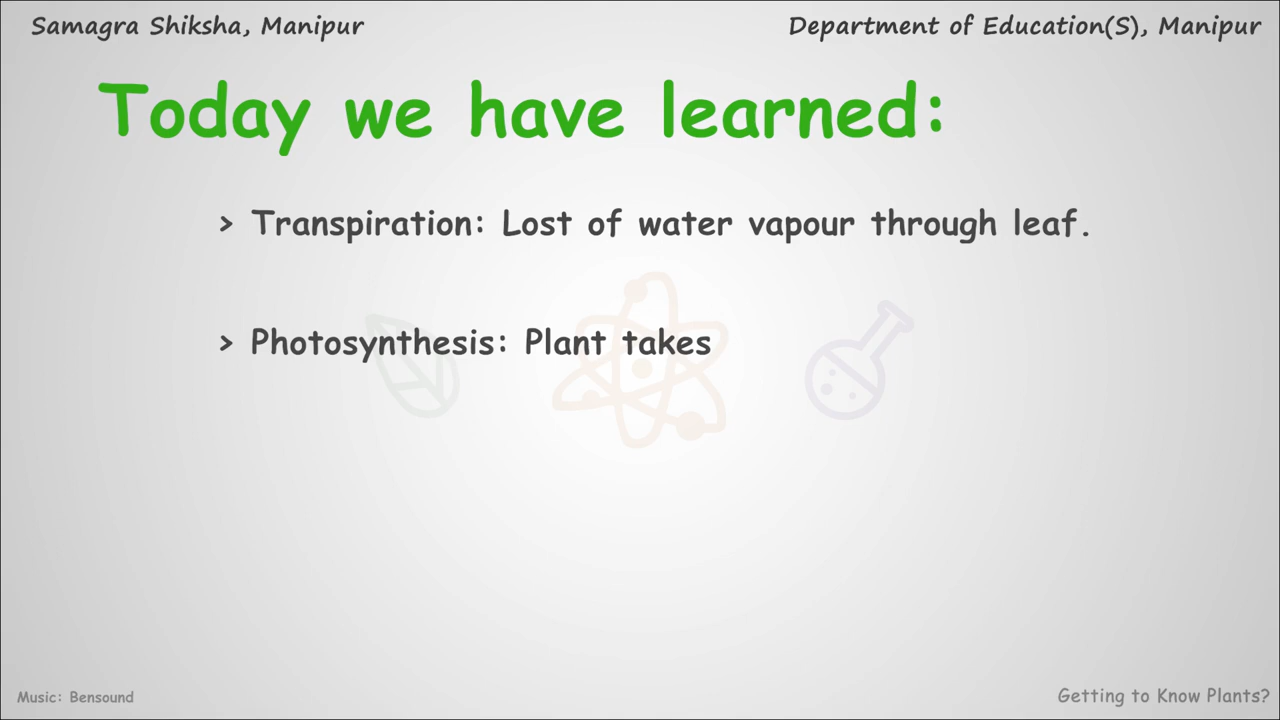 Samagra Shiksha, Manipur
Department of Education(S), Manipur
Today we have learned:
> Transpiration: Lost of water vapour through leaf.
> Photosynthesis: Plant takes
Music: Bensound
Getting to Know Plants?